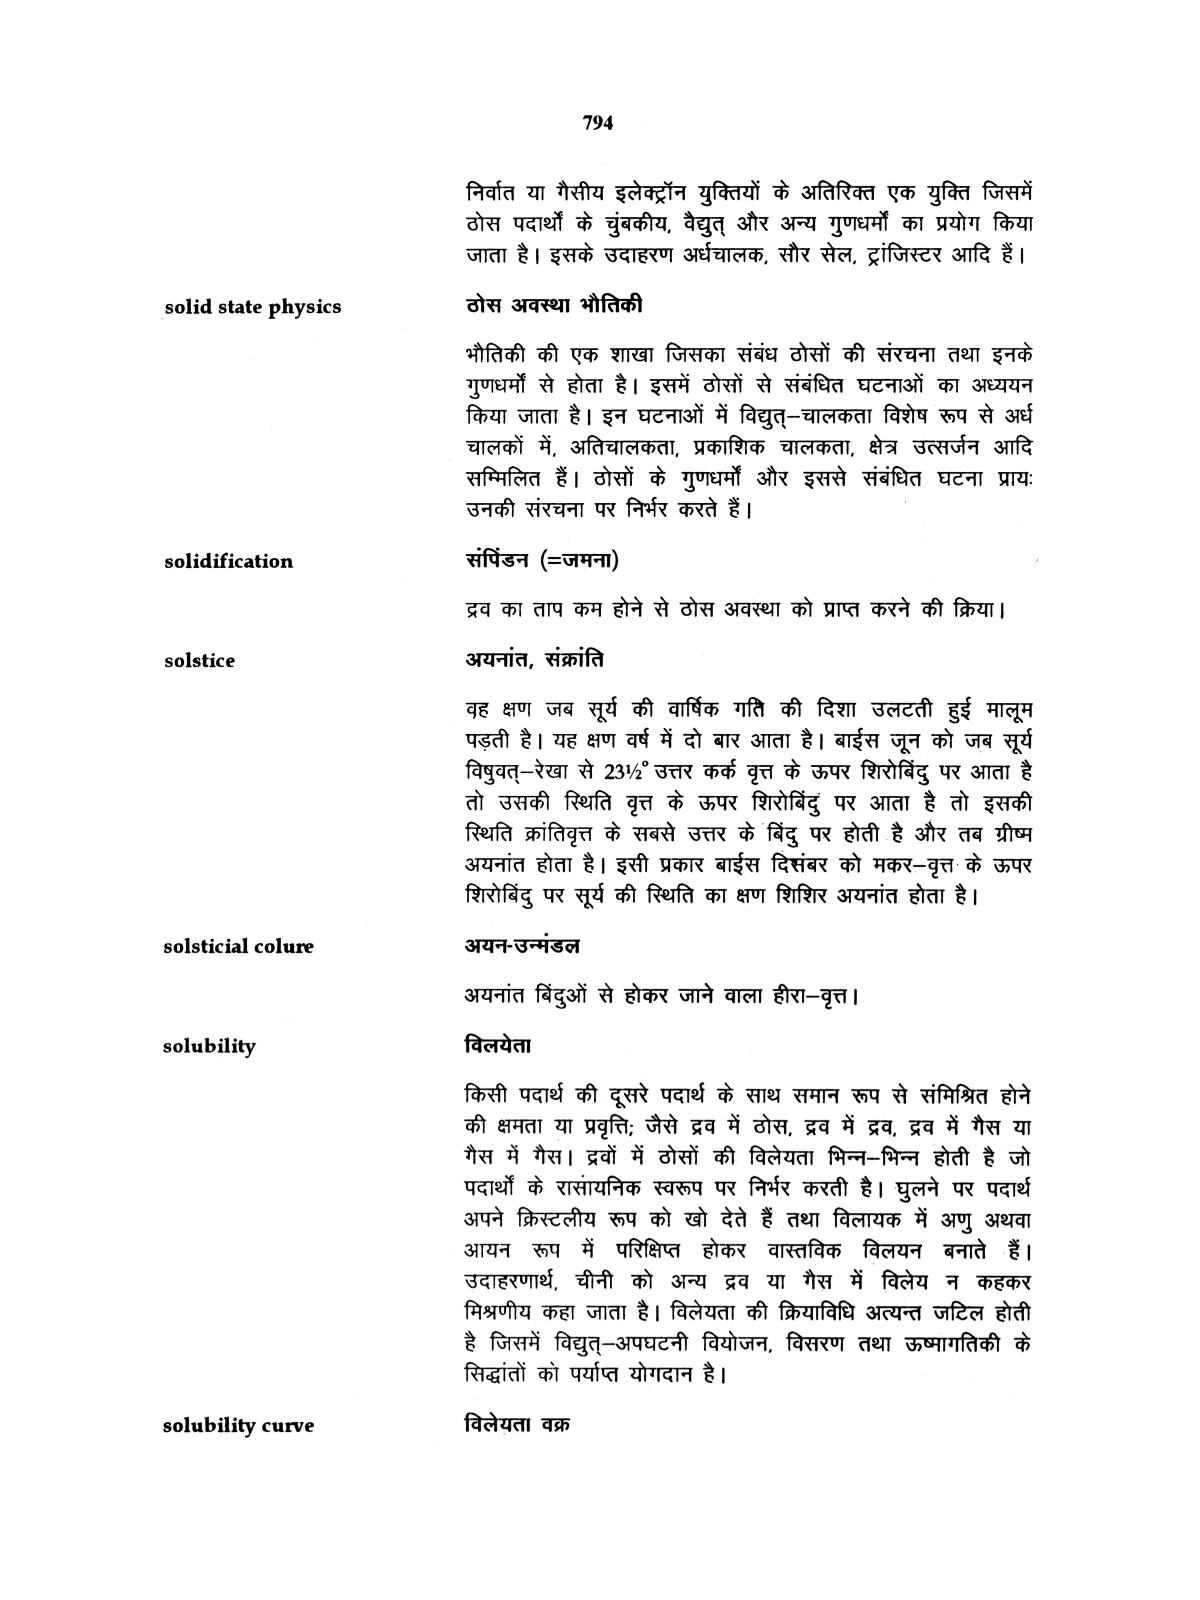 794
निर्वात या गैसीय इलेक्ट्रॉन युक्तियों के अतिरिक्त एक युक्ति जिसमें
ठोस पदार्थों के चुंबकीय, वैद्युत् और अन्य गुणधर्मों का प्रयोग किया
जाता है। इसके उदाहरण अर्धचालक, सौर सेल, ट्रांजिस्टर आदि हैं।
solid state physics ठोस अवस्था भौतिकी
भौतिकी की एक शाखा जिसका संबंध ठोसों की संरचना तथा इनके
गुणधर्मों से होता है। इसमें ठोसों से संबंधित घटनाओं का अध्ययन
किया जाता है। इन घटनाओं में विद्युत्–चालकता विशेष रूप से अर्ध
चालकों में, अतिचालकता, प्रकाशिक चालकता, क्षेत्र उत्सर्जन आदि
सम्मिलित हैं। ठोसों के गुणधर्मों और इससे संबंधित घटना प्रायः
उनकी संरचना पर निर्भर करते हैं।
solidification संपिंडन (=जमना)
द्रव का ताप कम होने से ठोस अवस्था को प्राप्त करने की क्रिया।
solstice अयनांत, संक्रांति
वह क्षण जब सूर्य की वार्षिक गति की दिशा उलटती हुई मालूम
पड़ती है। यह क्षण वर्ष में दो बार आता है। बाईस जून को जब सूर्य
विषुवत्–रेखा से 23½° उत्तर कर्क वृत्त के ऊपर शिरोबिंदु पर आता है
तो उसकी स्थिति वृत्त के ऊपर शिरोबिंदु पर आता है तो इसकी
स्थिति क्रांतिवृत्त के सबसे उत्तर के बिंदु पर होती है और तब ग्रीष्म
अयनांत होता है। इसी प्रकार बाईस दिसंबर को मकर–वृत्त के ऊपर
शिरोबिंदु पर सूर्य की स्थिति का क्षण शिशिर अयनांत होता है।
solsticial colure अयन-उन्मंडल
अयनांत बिंदुओं से होकर जाने वाला हीरा–वृत्त।
solubility विलयेता
किसी पदार्थ की दूसरे पदार्थ के साथ समान रूप से संमिश्रित होने
की क्षमता या प्रवृत्ति; जैसे द्रव में ठोस, द्रव में द्रव, द्रव में गैस या
गैस में गैस। द्रवों में ठोसों की विलेयता भिन्न–भिन्न होती है जो
पदार्थों के रासायनिक स्वरूप पर निर्भर करती है। घुलने पर पदार्थ
अपने क्रिस्टलीय रूप को खो देते हैं तथा विलायक में अणु अथवा
आयन रूप में परिक्षिप्त होकर वास्तविक विलयन बनाते हैं।
उदाहरणार्थ, चीनी को अन्य द्रव या गैस में विलेय न कहकर
मिश्रणीय कहा जाता है। विलेयता की क्रियाविधि अत्यन्त जटिल होती
है जिसमें विद्युत्–अपघटनी वियोजन, विसरण तथा ऊष्मागतिकी के
सिद्धांतों को पर्याप्त योगदान है।
solubility curve विलेयता वक्र